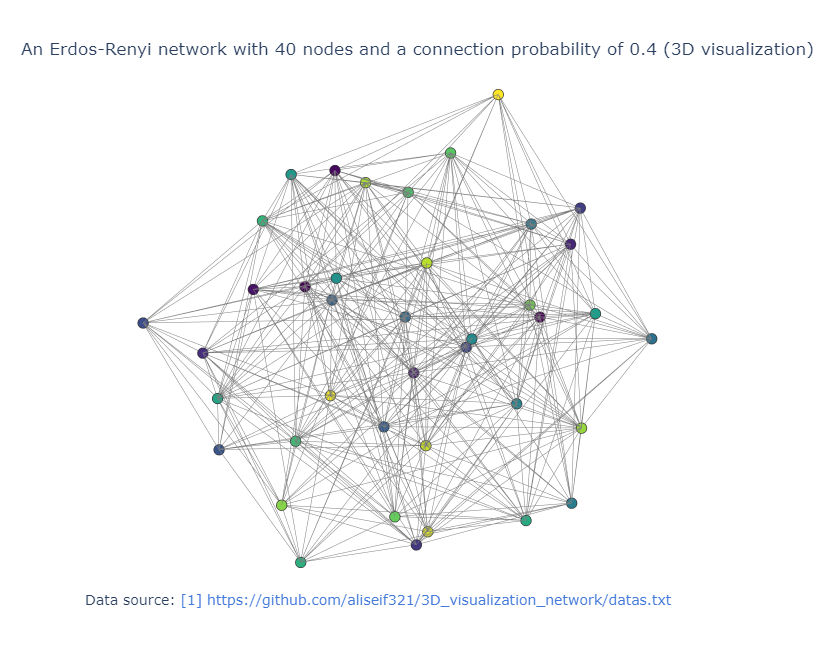 An Erdos-Renyi network with 40 nodes and a connection probability of 0.4 (3D visualization)
Data source: [1] https://github.com/aliseif321/3D_visualization_network/datas.txt